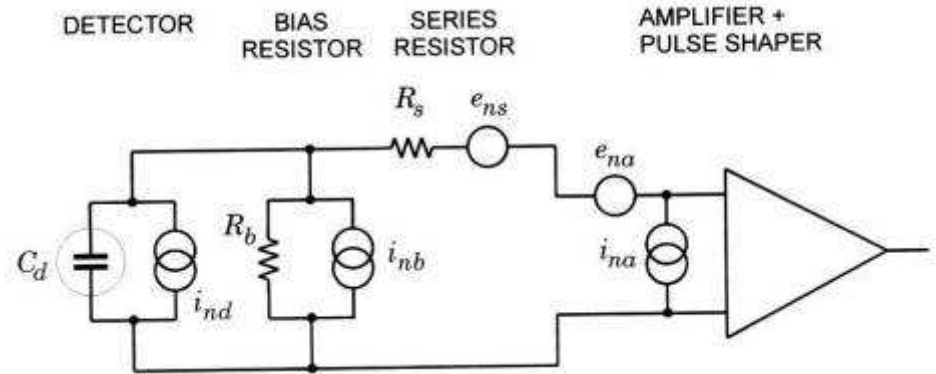 DETECTOR
BIAS
RESISTOR
SERIES
RESISTOR
AMPLIFIER +
PULSE SHAPER
R_s
e_ns
e_na
C_d
i_nd
R_b
i_nb
i_na